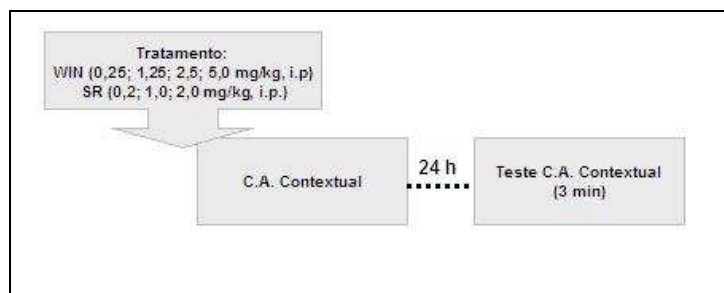 Tratamento:
WIN (0,25; 1,25; 2,5; 5,0 mg/kg, i.p)
SR (0,2; 1,0; 2,0 mg/kg, i.p.)
C.A. Contextual
24 h
Teste C.A. Contextual
(3 min)